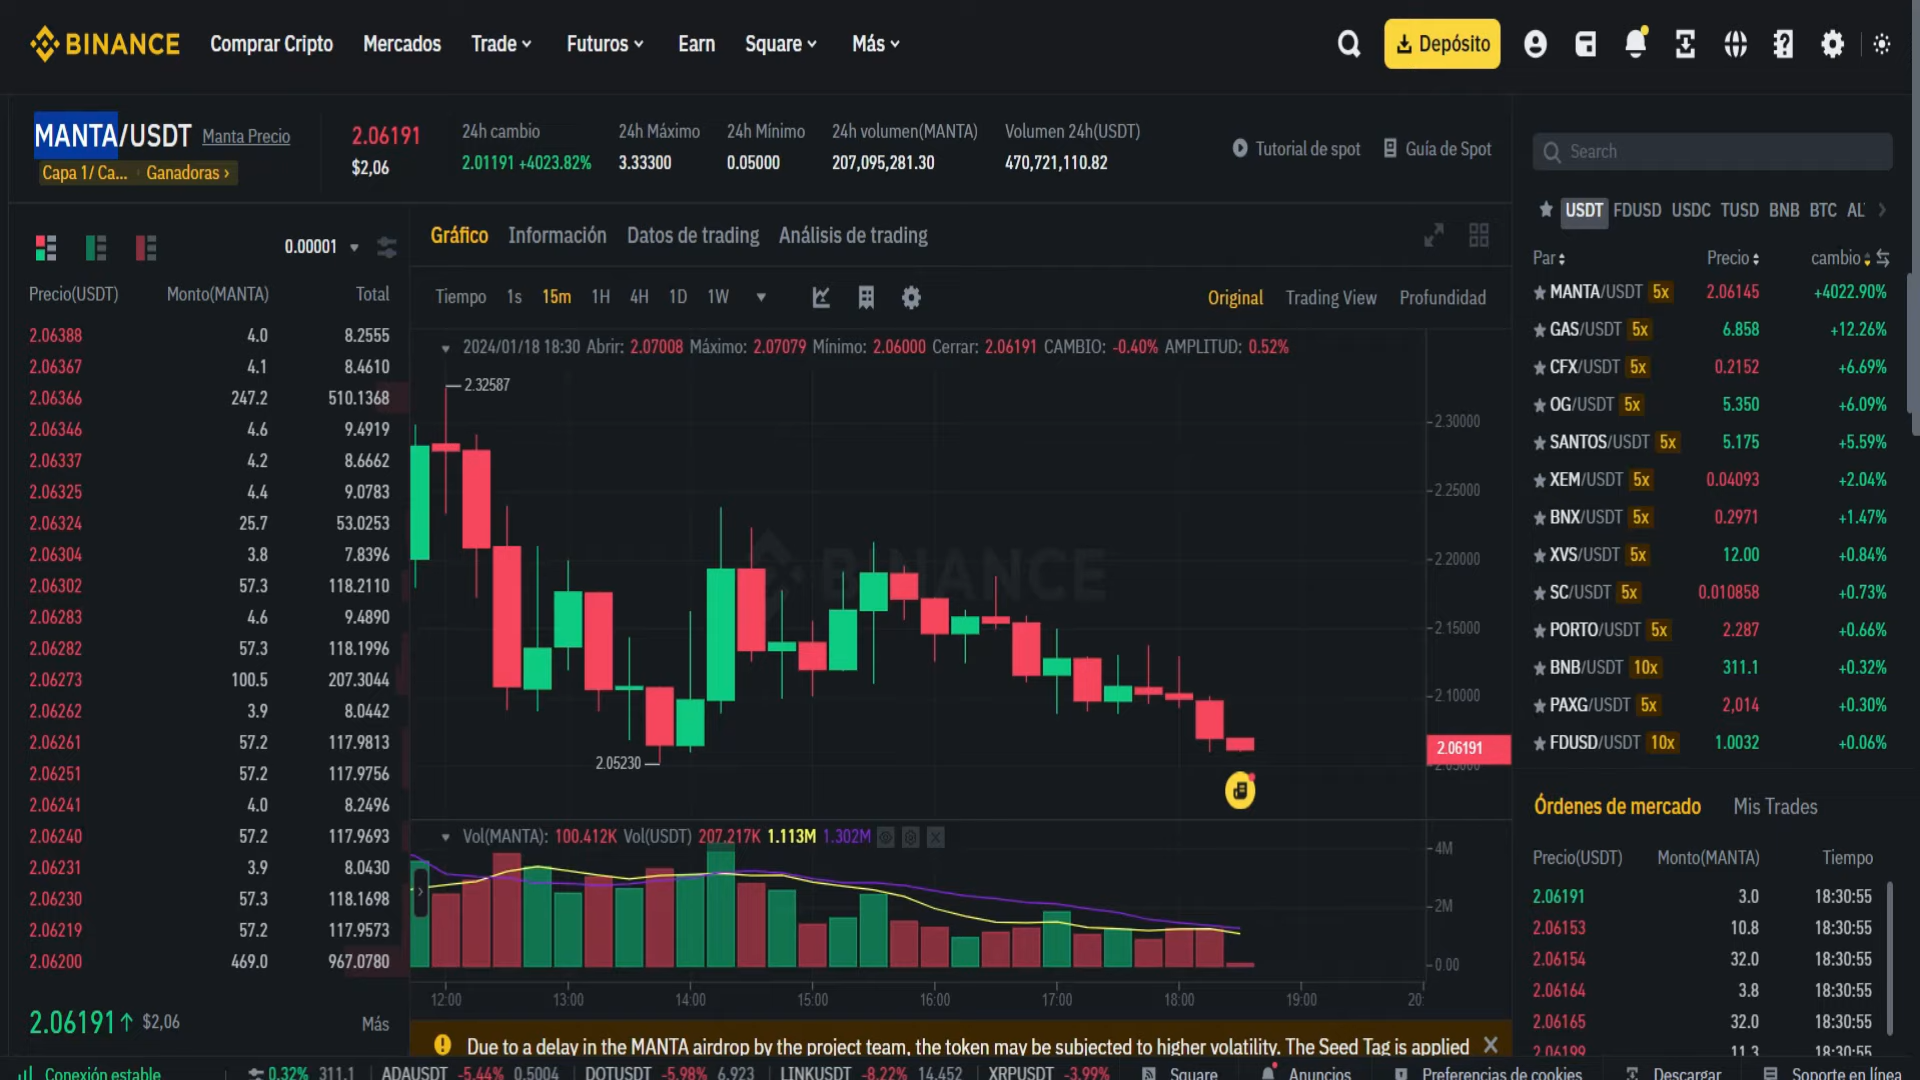 BINANCE Comprar Cripto Mercados Trade Futuros Earn Square Más Depósito
MANTA/USDT Manta Precio
Capa 1/ Ca... Ganadoras ›
2.06191
$2,06
24h cambio
2.01191 +4023.82%
24h Máximo
3.33300
24h Mínimo
0.05000
24h volumen(MANTA)
207,095,281.30
Volumen 24h(USDT)
470,721,110.82
Tutorial de spot Guía de Spot
0.00001
Precio(USDT) Monto(MANTA) Total
2.06388 4.0 8.2555
2.06367 4.1 8.4610
2.06366 247.2 510.1368
2.06346 4.6 9.4919
2.06337 4.2 8.6662
2.06325 4.4 9.0783
2.06324 25.7 53.0253
2.06304 3.8 7.8396
2.06302 57.3 118.2110
2.06283 4.6 9.4890
2.06282 57.3 118.1996
2.06273 100.5 207.3044
2.06262 3.9 8.0442
2.06261 57.2 117.9813
2.06251 57.2 117.9756
2.06241 4.0 8.2496
2.06240 57.2 117.9693
2.06231 3.9 8.0430
2.06230 57.3 118.1698
2.06219 57.2 117.9573
2.06200 469.0 967.0780
2.06191↑ $2,06 Más
Gráfico Información Datos de trading Análisis de trading
Tiempo 1s 15m 1H 4H 1D 1W Original Trading View Profundidad
2024/01/18 18:30 Abrir: 2.07008 Máximo: 2.07079 Mínimo: 2.06000 Cerrar: 2.06191 CAMBIO: -0.40% AMPLITUD: 0.52%
2.32587
2.30000
2.25000
BINANCE
2.20000
2.15000
2.10000
2.06191
2.05000
2.05230
Vol(MANTA): 100.412K Vol(USDT) 207.217K 1.113M 1.302M
4M
2M
0.00
12:00 13:00 14:00 15:00 16:00 17:00 18:00 19:00 20:
Due to a delay in the MANTA airdrop by the project team, the token may be subjected to higher volatility. The Seed Tag is applied
Search
USDT FDUSD USDC TUSD BNB BTC AL
Par Precio cambio
MANTA/USDT 5x 2.06145 +4022.90%
GAS/USDT 5x 6.858 +12.26%
CFX/USDT 5x 0.2152 +6.69%
OG/USDT 5x 5.350 +6.09%
SANTOS/USDT 5x 5.175 +5.59%
XEM/USDT 5x 0.04093 +2.04%
BNX/USDT 5x 0.2971 +1.47%
XVS/USDT 5x 12.00 +0.84%
SC/USDT 5x 0.010858 +0.73%
PORTO/USDT 5x 2.287 +0.66%
BNB/USDT 10x 311.1 +0.32%
PAXG/USDT 5x 2,014 +0.30%
FDUSD/USDT 10x 1.0032 +0.06%
Órdenes de mercado Mis Trades
Precio(USDT) Monto(MANTA) Tiempo
2.06191 3.0 18:30:55
2.06153 10.8 18:30:55
2.06154 32.0 18:30:55
2.06164 3.8 18:30:55
2.06165 32.0 18:30:55
2.06199 11.3 18:30:55
Conexión estable 0.32% 311.1 ADAUSDT -5.44% 0.5004 DOTUSDT -5.98% 6.923 LINKUSDT -8.22% 14.452 XRPUSDT -3.99% Square Anuncios Preferencias de cookies Descargar Soporte en línea